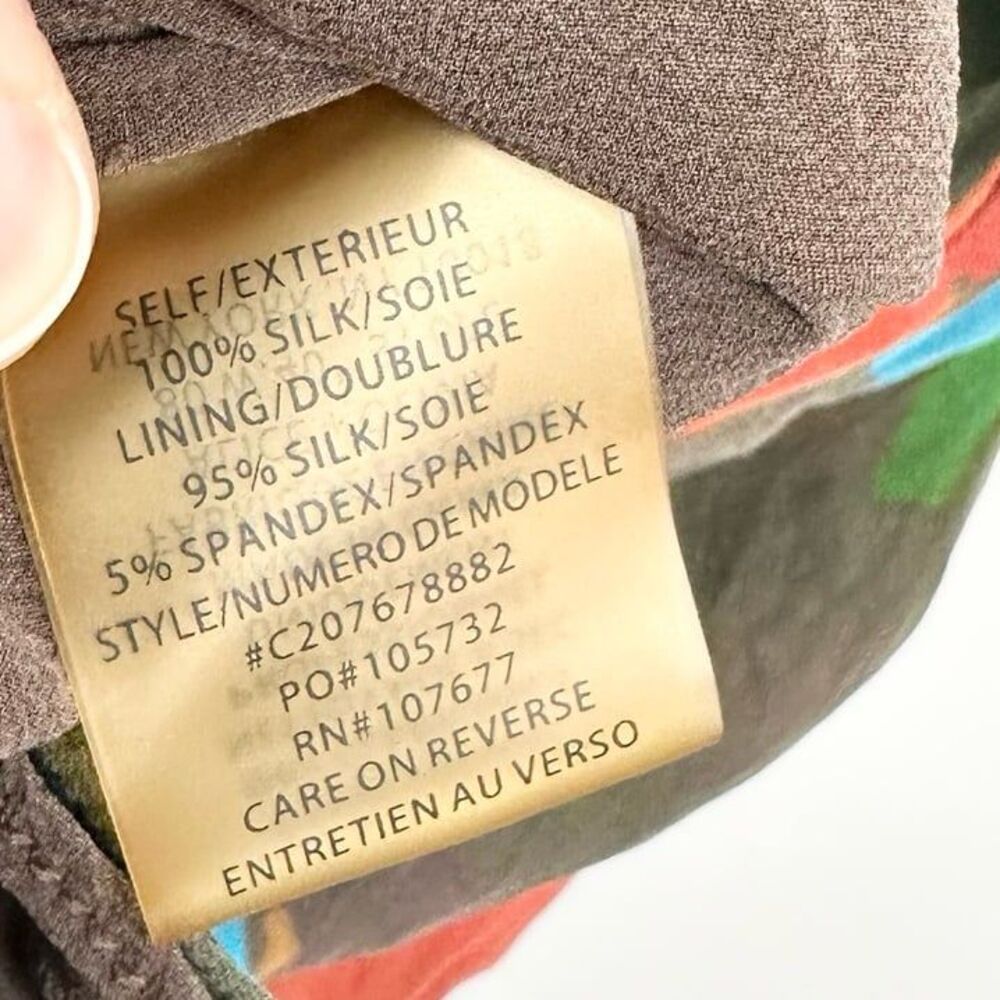 SELF/EXTERIEUR
100% SILK/SOIE
LINING/DOUBLURE
95% SILK/SOIE
5% SPANDEX/SPANDEX
STYLE/NUMERO DE MODELE
#C207678882
PO#105732
RN#107677
CARE ON REVERSE
ENTRETIEN AU VERSO